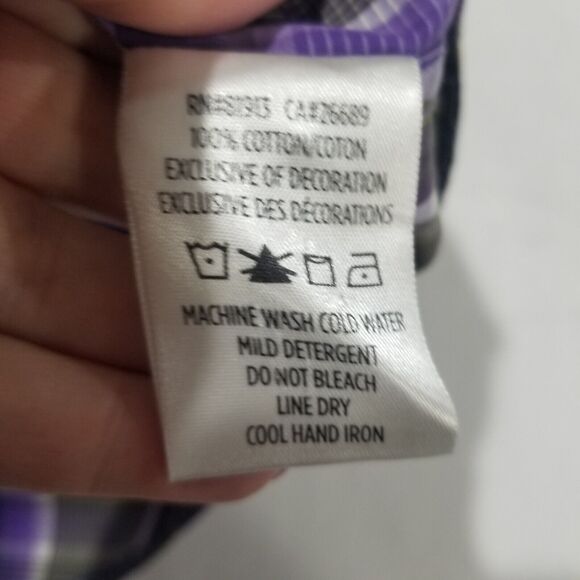 RN#81913 CA#26689
100% COTTON/COTON
EXCLUSIVE OF DECORATION
EXCLUSIVE DES DÉCORATIONS
MACHINE WASH COLD WATER
MILD DETERGENT
DO NOT BLEACH
LINE DRY
COOL HAND IRON